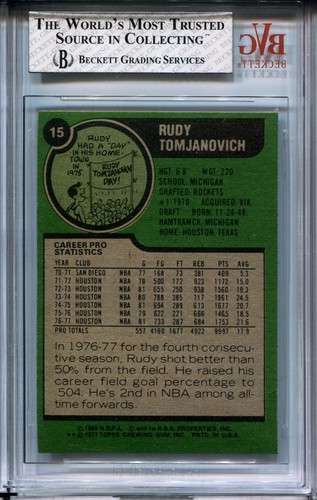 THE WORLD'S MOST TRUSTED
SOURCE IN COLLECTING™
B BECKETT GRADING SERVICES
BVG
BECKETT
15
RUDY
TOMJANOVICH
RUDY
HAD A "DAY"
IN HIS HOME-
TOWN
IN
1975.
RUDY
TOMJANOVICH
DAY!
HGT: 6'8" WGT: 220
SCHOOL: MICHIGAN
DRAFTED: ROCKETS
#1-1970 ACQUIRED: VIA
DRAFT BORN: 11-24-48
HAMTRAMCK, MICHIGAN
HOME: HOUSTON, TEXAS
CAREER PRO
STATISTICS
YEAR CLUB G FG FT REB PTS AVG
70-71 SAN DIEGO NBA 77 168 73 381 409 5.3
71-72 HOUSTON NBA 78 500 172 923 1172 15.0
72-73 HOUSTON NBA 81 655 250 938 1560 19.3
73-74 HOUSTON NBA 80 788 385 717 1961 24.5
74-75 HOUSTON NBA 81 694 289 613 1677 20.7
75-76 HOUSTON NBA 79 622 221 666 1465 18.5
76-77 HOUSTON NBA 81 733 287 684 1753 21.6
PRO TOTALS 557 4160 1677 4922 9997 17.9
In 1976-77 for the fourth consecu-
tive season, Rudy shot better than
50% from the field. He raised his
career field goal percentage to
.504. He's 2nd in NBA among all-
time forwards.
© N.B.P.A. © N.B.A. PROPERTIES, INC.
© 1977 TOPPS CHEWING GUM, INC. PRTD. IN U.S.A.